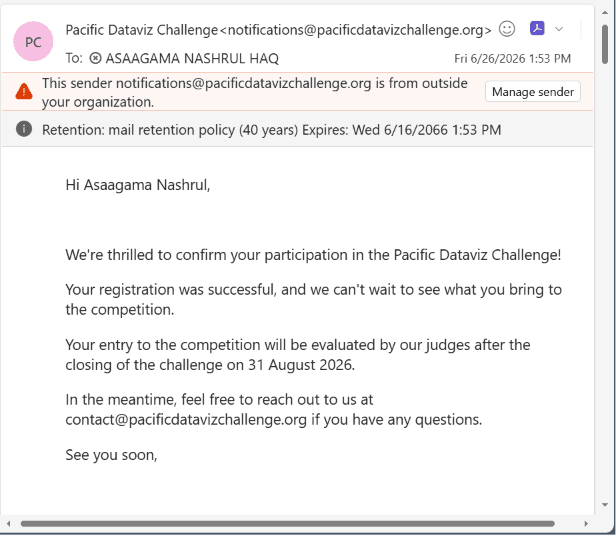 PC
Pacific Dataviz Challenge<notifications@pacificdatavizchallenge.org>
To: ASAAGAMA NASHRUL HAQ
Fri 6/26/2026 1:53 PM
This sender notifications@pacificdatavizchallenge.org is from outside
your organization.
Manage sender
Retention: mail retention policy (40 years) Expires: Wed 6/16/2066 1:53 PM
Hi Asaagama Nashrul,
We're thrilled to confirm your participation in the Pacific Dataviz Challenge!
Your registration was successful, and we can't wait to see what you bring to
the competition.
Your entry to the competition will be evaluated by our judges after the
closing of the challenge on 31 August 2026.
In the meantime, feel free to reach out to us at
contact@pacificdatavizchallenge.org if you have any questions.
See you soon,